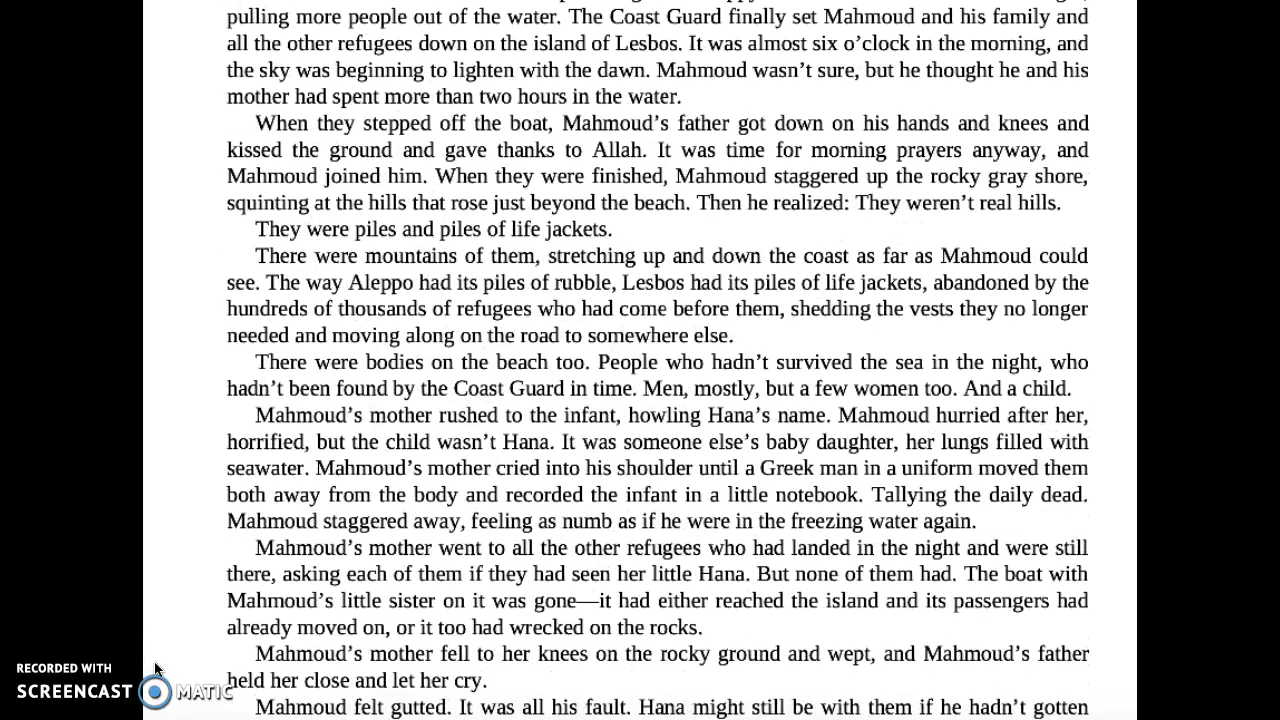 pulling more people out of the water. The Coast Guard finally set Mahmoud and his family and
all the other refugees down on the island of Lesbos. It was almost six o’clock in the morning, and
the sky was beginning to lighten with the dawn. Mahmoud wasn’t sure, but he thought he and his
mother had spent more than two hours in the water.
When they stepped off the boat, Mahmoud’s father got down on his hands and knees and
kissed the ground and gave thanks to Allah. It was time for morning prayers anyway, and
Mahmoud joined him. When they were finished, Mahmoud staggered up the rocky gray shore,
squinting at the hills that rose just beyond the beach. Then he realized: They weren’t real hills.
They were piles and piles of life jackets.
There were mountains of them, stretching up and down the coast as far as Mahmoud could
see. The way Aleppo had its piles of rubble, Lesbos had its piles of life jackets, abandoned by the
hundreds of thousands of refugees who had come before them, shedding the vests they no longer
needed and moving along on the road to somewhere else.
There were bodies on the beach too. People who hadn’t survived the sea in the night, who
hadn’t been found by the Coast Guard in time. Men, mostly, but a few women too. And a child.
Mahmoud’s mother rushed to the infant, howling Hana’s name. Mahmoud hurried after her,
horrified, but the child wasn’t Hana. It was someone else’s baby daughter, her lungs filled with
seawater. Mahmoud’s mother cried into his shoulder until a Greek man in a uniform moved them
both away from the body and recorded the infant in a little notebook. Tallying the daily dead.
Mahmoud staggered away, feeling as numb as if he were in the freezing water again.
Mahmoud’s mother went to all the other refugees who had landed in the night and were still
there, asking each of them if they had seen her little Hana. But none of them had. The boat with
Mahmoud’s little sister on it was gone—it had either reached the island and its passengers had
already moved on, or it too had wrecked on the rocks.
Mahmoud’s mother fell to her knees on the rocky ground and wept, and Mahmoud’s father
held her close and let her cry.
Mahmoud felt gutted. It was all his fault. Hana might still be with them if he hadn’t gotten
RECORDED WITH
SCREENCAST MATIC